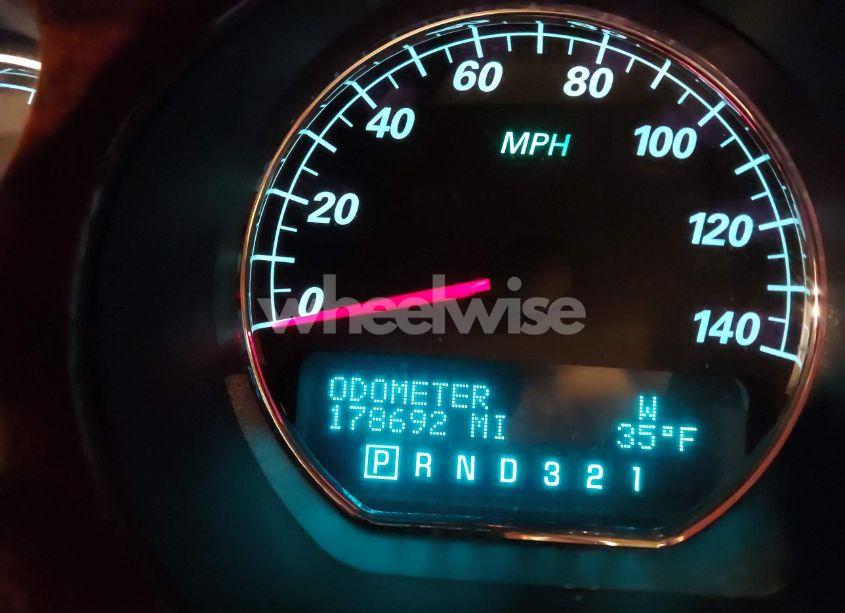 60 80
40 100
MPH
20 120
0 140
wheelwise
ODOMETER W
178692 MI 35°F
P R N D 3 2 1